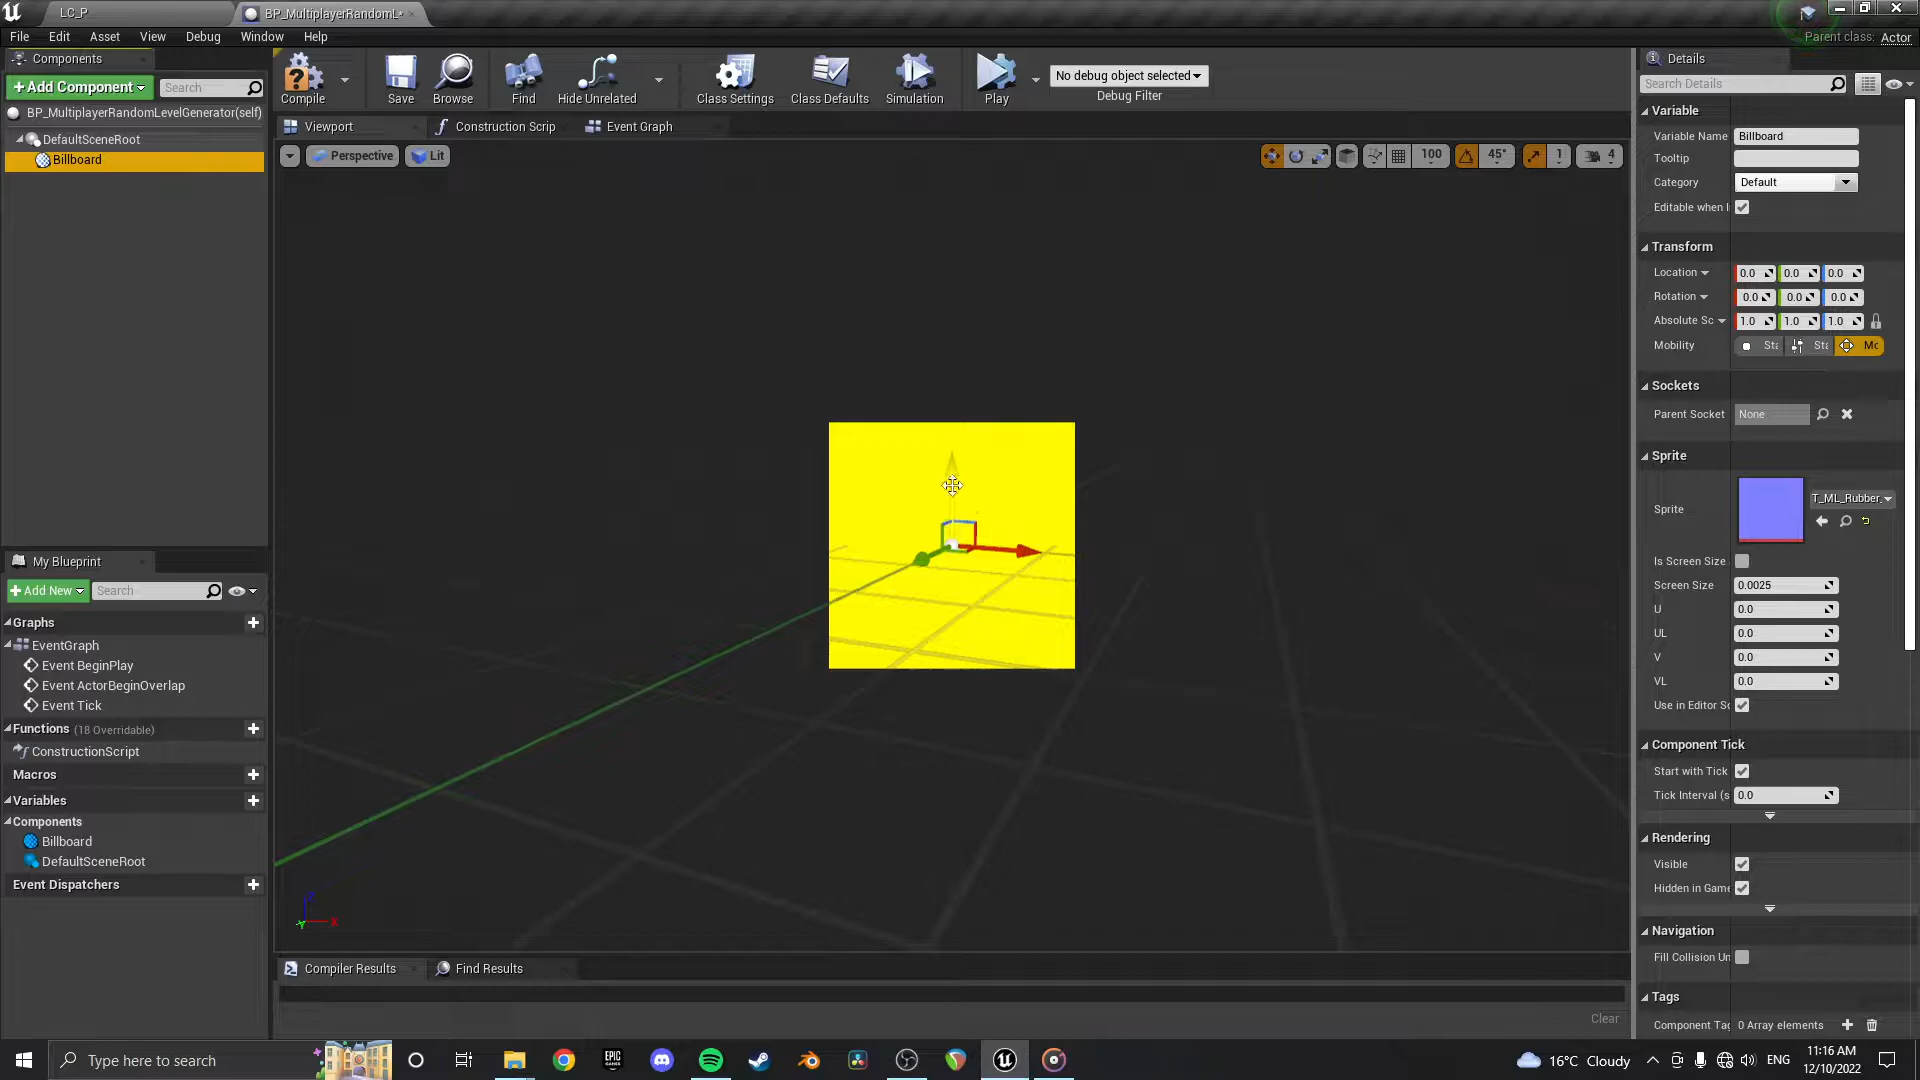 LC_P
BP_MultiplayerRandomL*
File Edit Asset View Debug Window Help
Parent class: Actor
Components
+Add Component
Search
BP_MultiplayerRandomLevelGenerator(self)
DefaultSceneRoot
Billboard
Compile
Save
Browse
Find
Hide Unrelated
Class Settings
Class Defaults
Simulation
Play
No debug object selected
Debug Filter
Viewport
Construction Scrip
Event Graph
Perspective
Lit
100
45°
1
4
X
Details
Search Details
Variable
Variable Name Billboard
Tooltip
Category Default
Editable when I
Transform
Location 0.0 0.0 0.0
Rotation 0.0 0.0 0.0
Absolute Sc 1.0 1.0 1.0
Mobility Sta Sta Mc
Sockets
Parent Socket None
Sprite
Sprite T_ML_Rubber_
Is Screen Size
Screen Size 0.0025
U 0.0
UL 0.0
V 0.0
VL 0.0
Use in Editor Sc
Component Tick
Start with Tick
Tick Interval (s 0.0
Rendering
Visible
Hidden in Game
Navigation
Fill Collision Un
Tags
Component Tag 0 Array elements
My Blueprint
+Add New
Search
Graphs
EventGraph
Event BeginPlay
Event ActorBeginOverlap
Event Tick
Functions (18 Overridable)
ConstructionScript
Macros
Variables
Components
Billboard
DefaultSceneRoot
Event Dispatchers
Compiler Results
Find Results
Clear
Type here to search
EPIC GAMES
16°C Cloudy
ENG
11:16 AM
12/10/2022